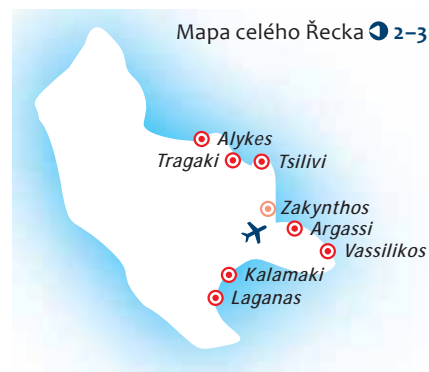 Mapa celého Řecka 2–3
Alykes
Tragaki
Tsilivi
Zakynthos
Argassi
Vassilikos
Kalamaki
Laganas